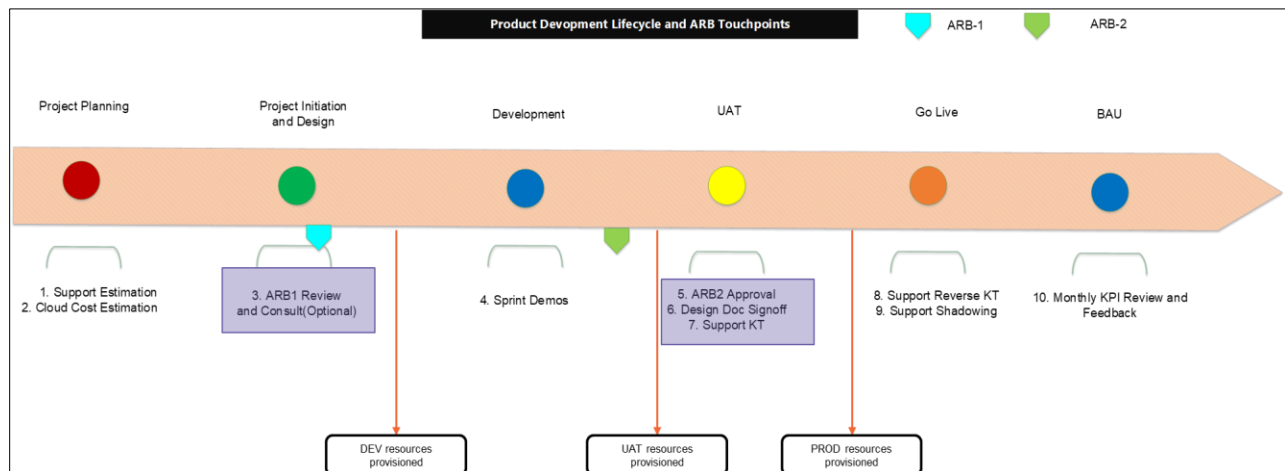 Product Devopment Lifecycle and ARB Touchpoints
ARB-1
ARB-2
Project Planning
Project Initiation
and Design
Development
UAT
Go Live
BAU
1. Support Estimation
2. Cloud Cost Estimation
3. ARB1 Review
and Consult(Optional)
4. Sprint Demos
5. ARB2 Approval
6. Design Doc Signoff
7. Support KT
8. Support Reverse KT
9. Support Shadowing
10. Monthly KPI Review and
Feedback
DEV resources
provisioned
UAT resources
provisioned
PROD resources
provisioned